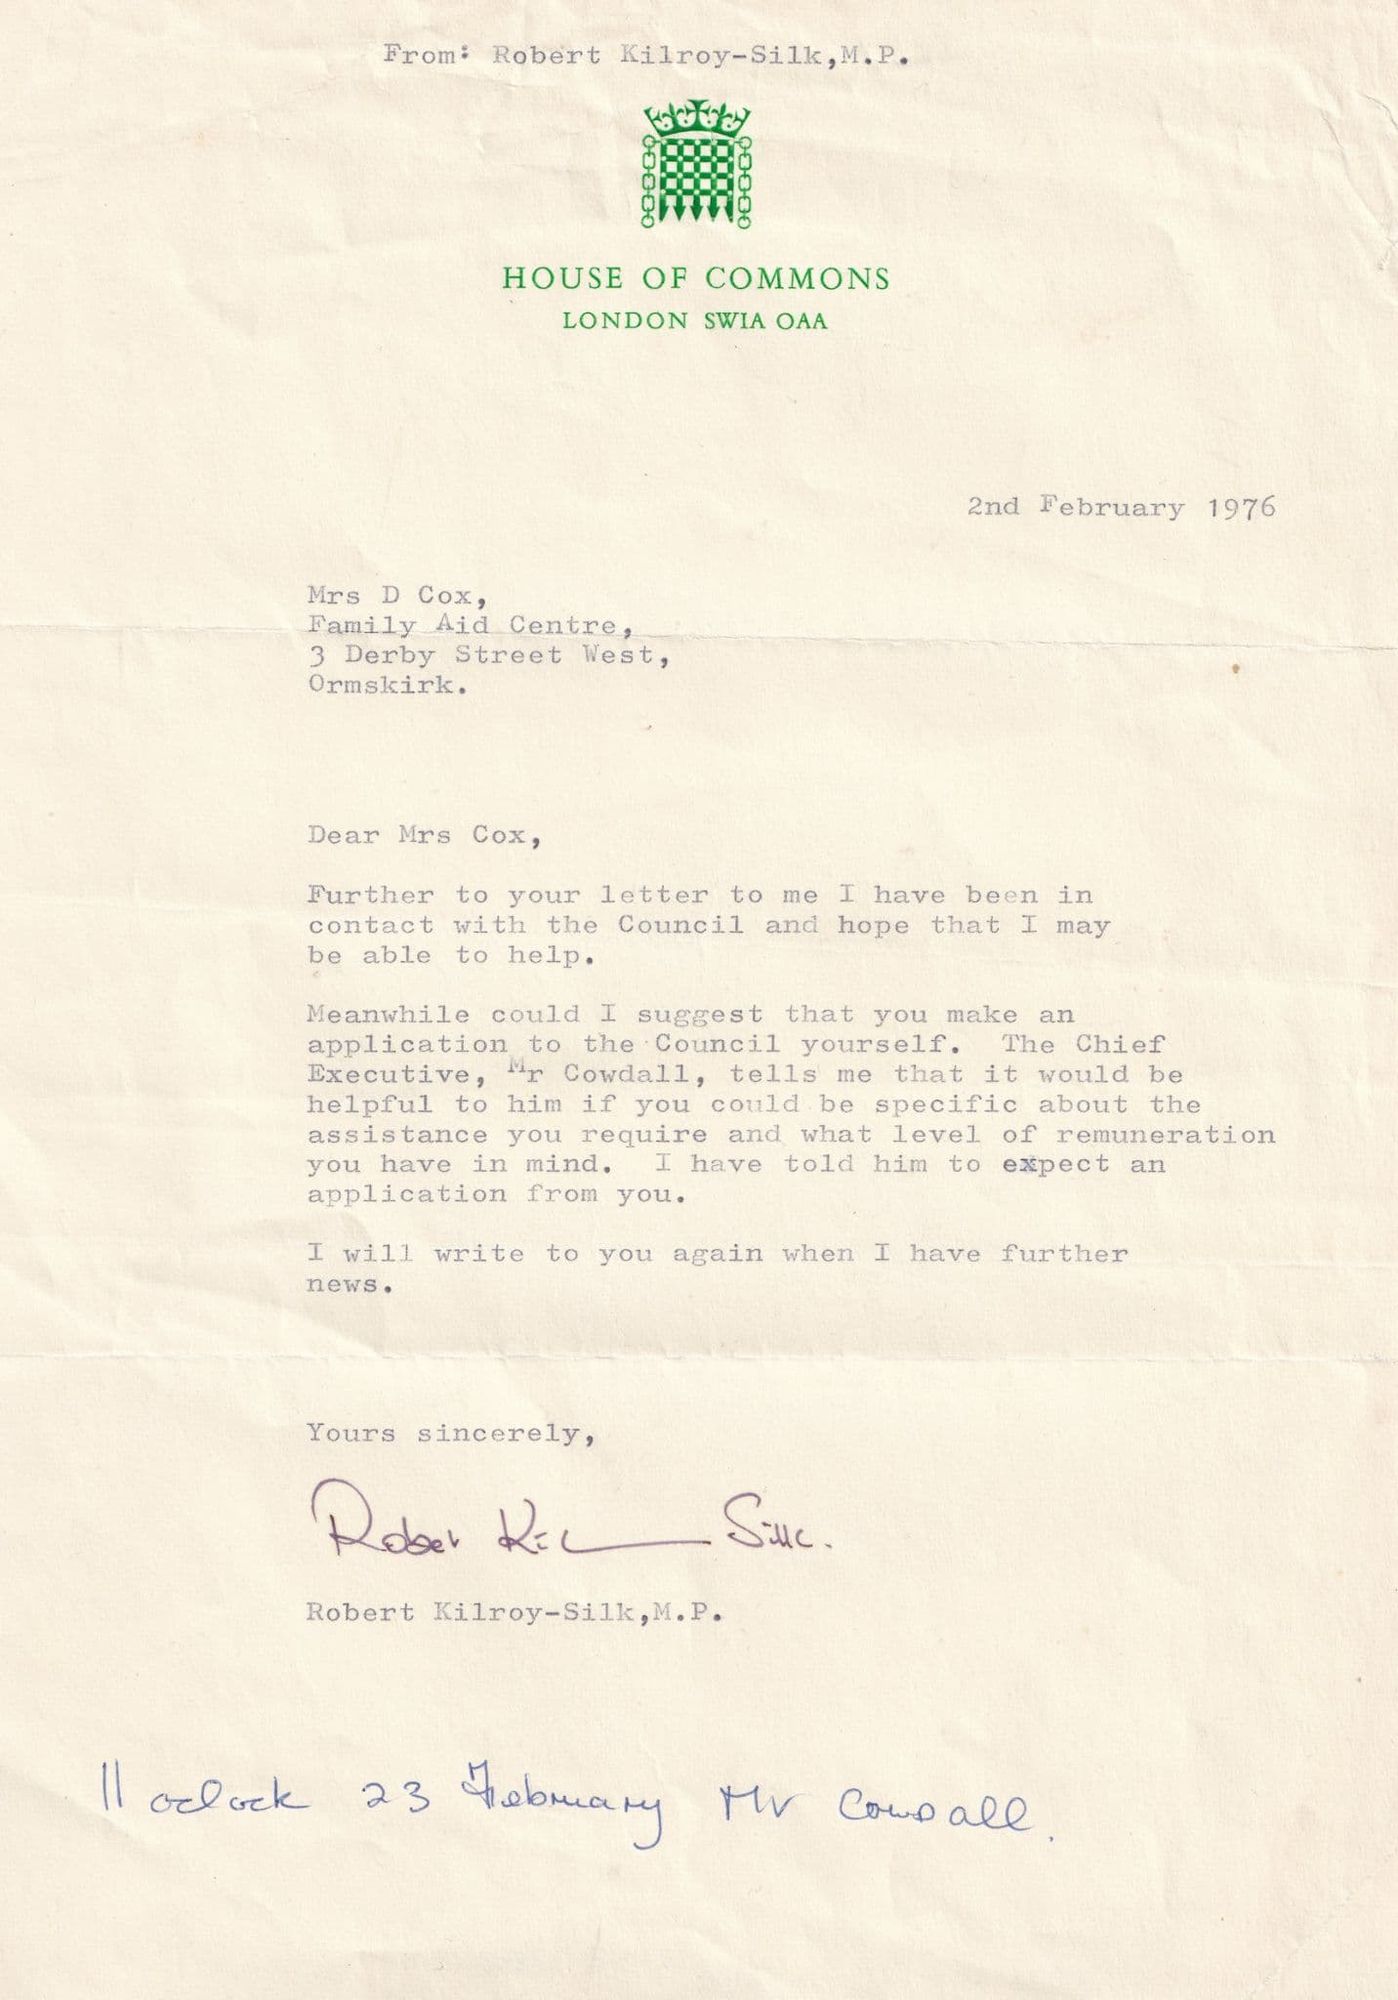 From: Robert Kilroy-Silk,M.P.
HOUSE OF COMMONS
LONDON SW1A 0AA
2nd February 1976
Mrs D Cox,
Family Aid Centre,
3 Derby Street West,
Ormskirk.
Dear Mrs Cox,
Further to your letter to me I have been in
contact with the Council and hope that I may
be able to help.
Meanwhile could I suggest that you make an
application to the Council yourself. The Chief
Executive, Mr Cowdall, tells me that it would be
helpful to him if you could be specific about the
assistance you require and what level of remuneration
you have in mind. I have told him to expect an
application from you.
I will write to you again when I have further
news.
Yours sincerely,
Robert Kilroy-Silk.
Robert Kilroy-Silk,M.P.
11 oclock 23 February Mr Cowdall.